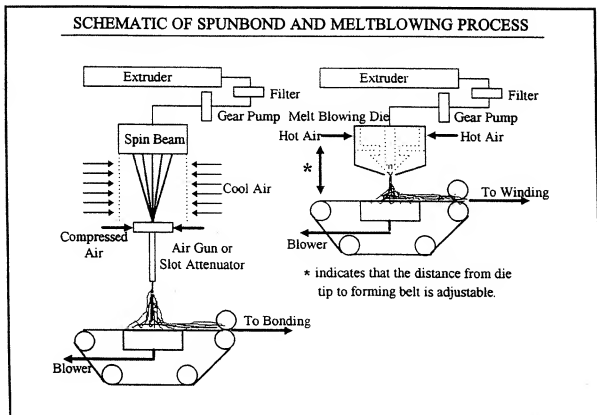 SCHEMATIC OF SPUNBOND AND MELTBLOWING PROCESS
Extruder
Filter
Gear Pump
Spin Beam
Cool Air
Compressed
Air
Air Gun or
Slot Attenuator
To Bonding
Blower
Extruder
Filter
Gear Pump
Melt Blowing Die
Hot Air
Hot Air
*
To Winding
Blower
* indicates that the distance from die
tip to forming belt is adjustable.